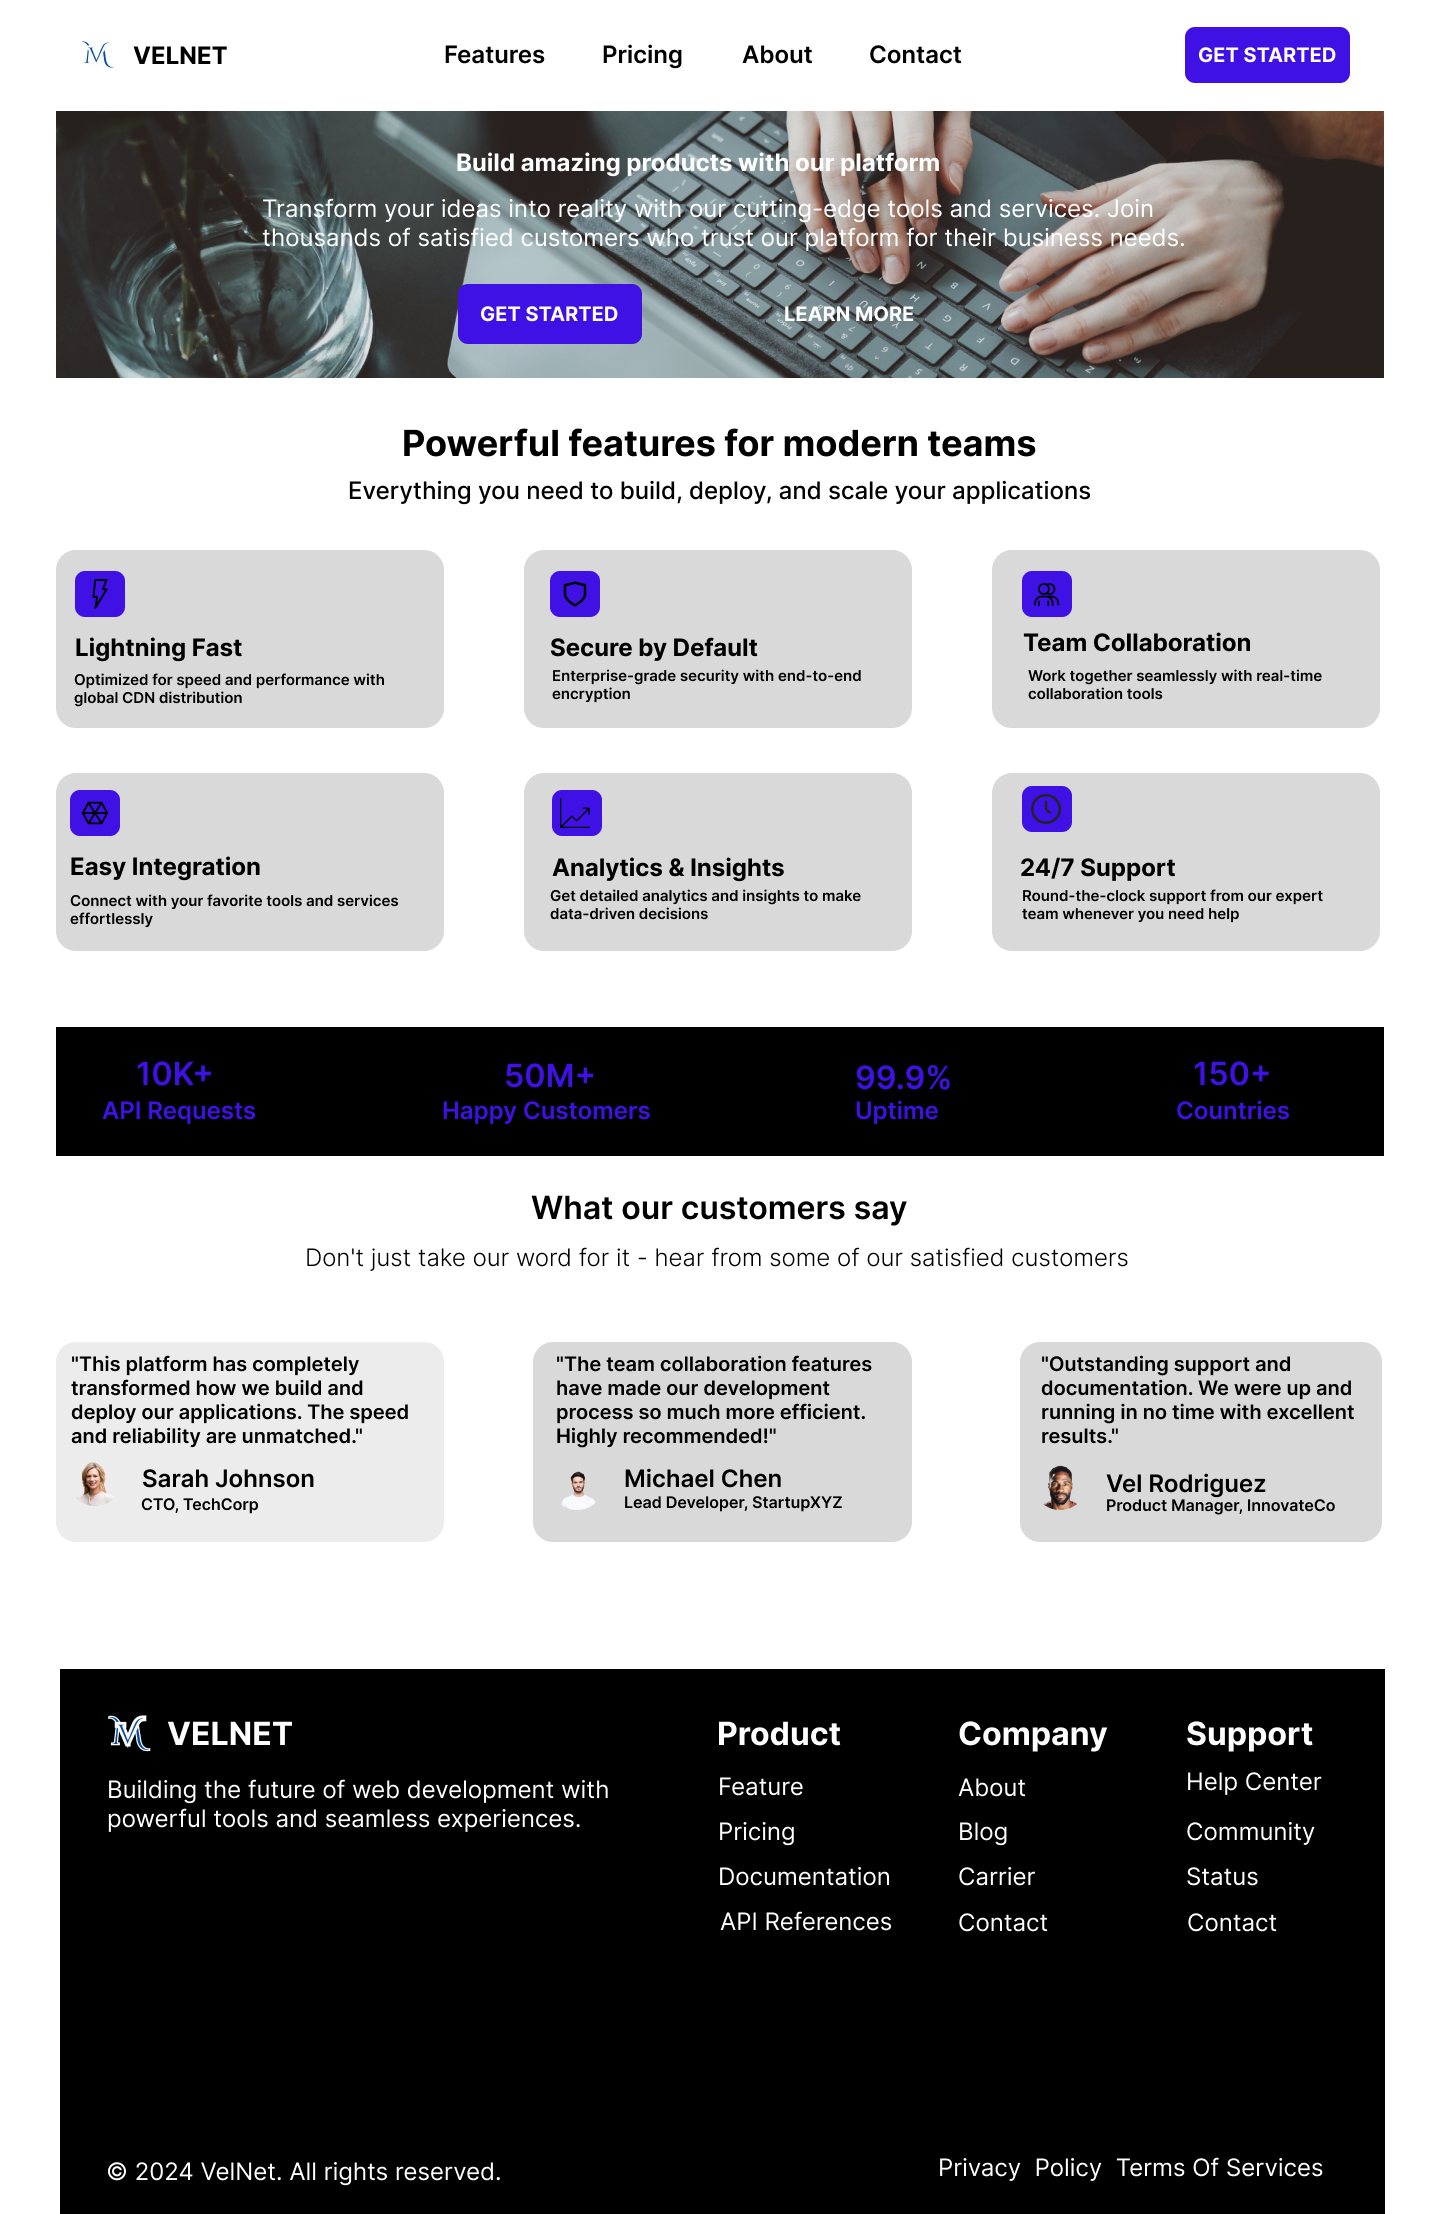 VELNET
Features
Pricing
About
Contact
GET STARTED
Build amazing products with our platform
Transform your ideas into reality with our cutting-edge tools and services. Join
thousands of satisfied customers who trust our platform for their business needs.
GET STARTED
LEARN MORE
Powerful features for modern teams
Everything you need to build, deploy, and scale your applications
Lightning Fast
Optimized for speed and performance with
global CDN distribution
Secure by Default
Enterprise-grade security with end-to-end
encryption
Team Collaboration
Work together seamlessly with real-time
collaboration tools
Easy Integration
Connect with your favorite tools and services
effortlessly
Analytics & Insights
Get detailed analytics and insights to make
data-driven decisions
24/7 Support
Round-the-clock support from our expert
team whenever you need help
10K+
API Requests
50M+
Happy Customers
99.9%
Uptime
150+
Countries
What our customers say
Don't just take our word for it - hear from some of our satisfied customers
"This platform has completely
transformed how we build and
deploy our applications. The speed
and reliability are unmatched."
Sarah Johnson
CTO, TechCorp
"The team collaboration features
have made our development
process so much more efficient.
Highly recommended!"
Michael Chen
Lead Developer, StartupXYZ
"Outstanding support and
documentation. We were up and
running in no time with excellent
results."
Vel Rodriguez
Product Manager, InnovateCo
VELNET
Building the future of web development with
powerful tools and seamless experiences.
Product
Feature
Pricing
Documentation
API References
Company
About
Blog
Carrier
Contact
Support
Help Center
Community
Status
Contact
© 2024 VelNet. All rights reserved.
Privacy Policy Terms Of Services